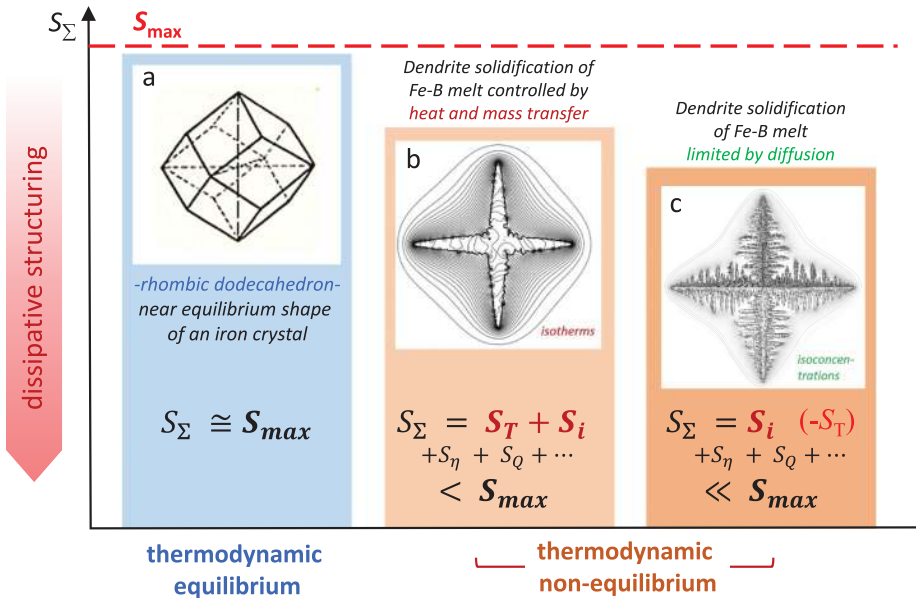 S_Σ
S_max
dissipative structuring
a
-rhombic dodecahedron-
near equilibrium shape
of an iron crystal
S_Σ ≅ S_max
Dendrite solidification of
Fe-B melt controlled by
heat and mass transfer
b
isotherms
S_Σ = S_T + S_i
+S_η + S_Q + ⋯
< S_max
Dendrite solidification
of Fe-B melt
limited by diffusion
c
isoconcen-
trations
S_Σ = S_i (-S_T)
+S_η + S_Q + ⋯
≪ S_max
thermodynamic
equilibrium
thermodynamic
non-equilibrium